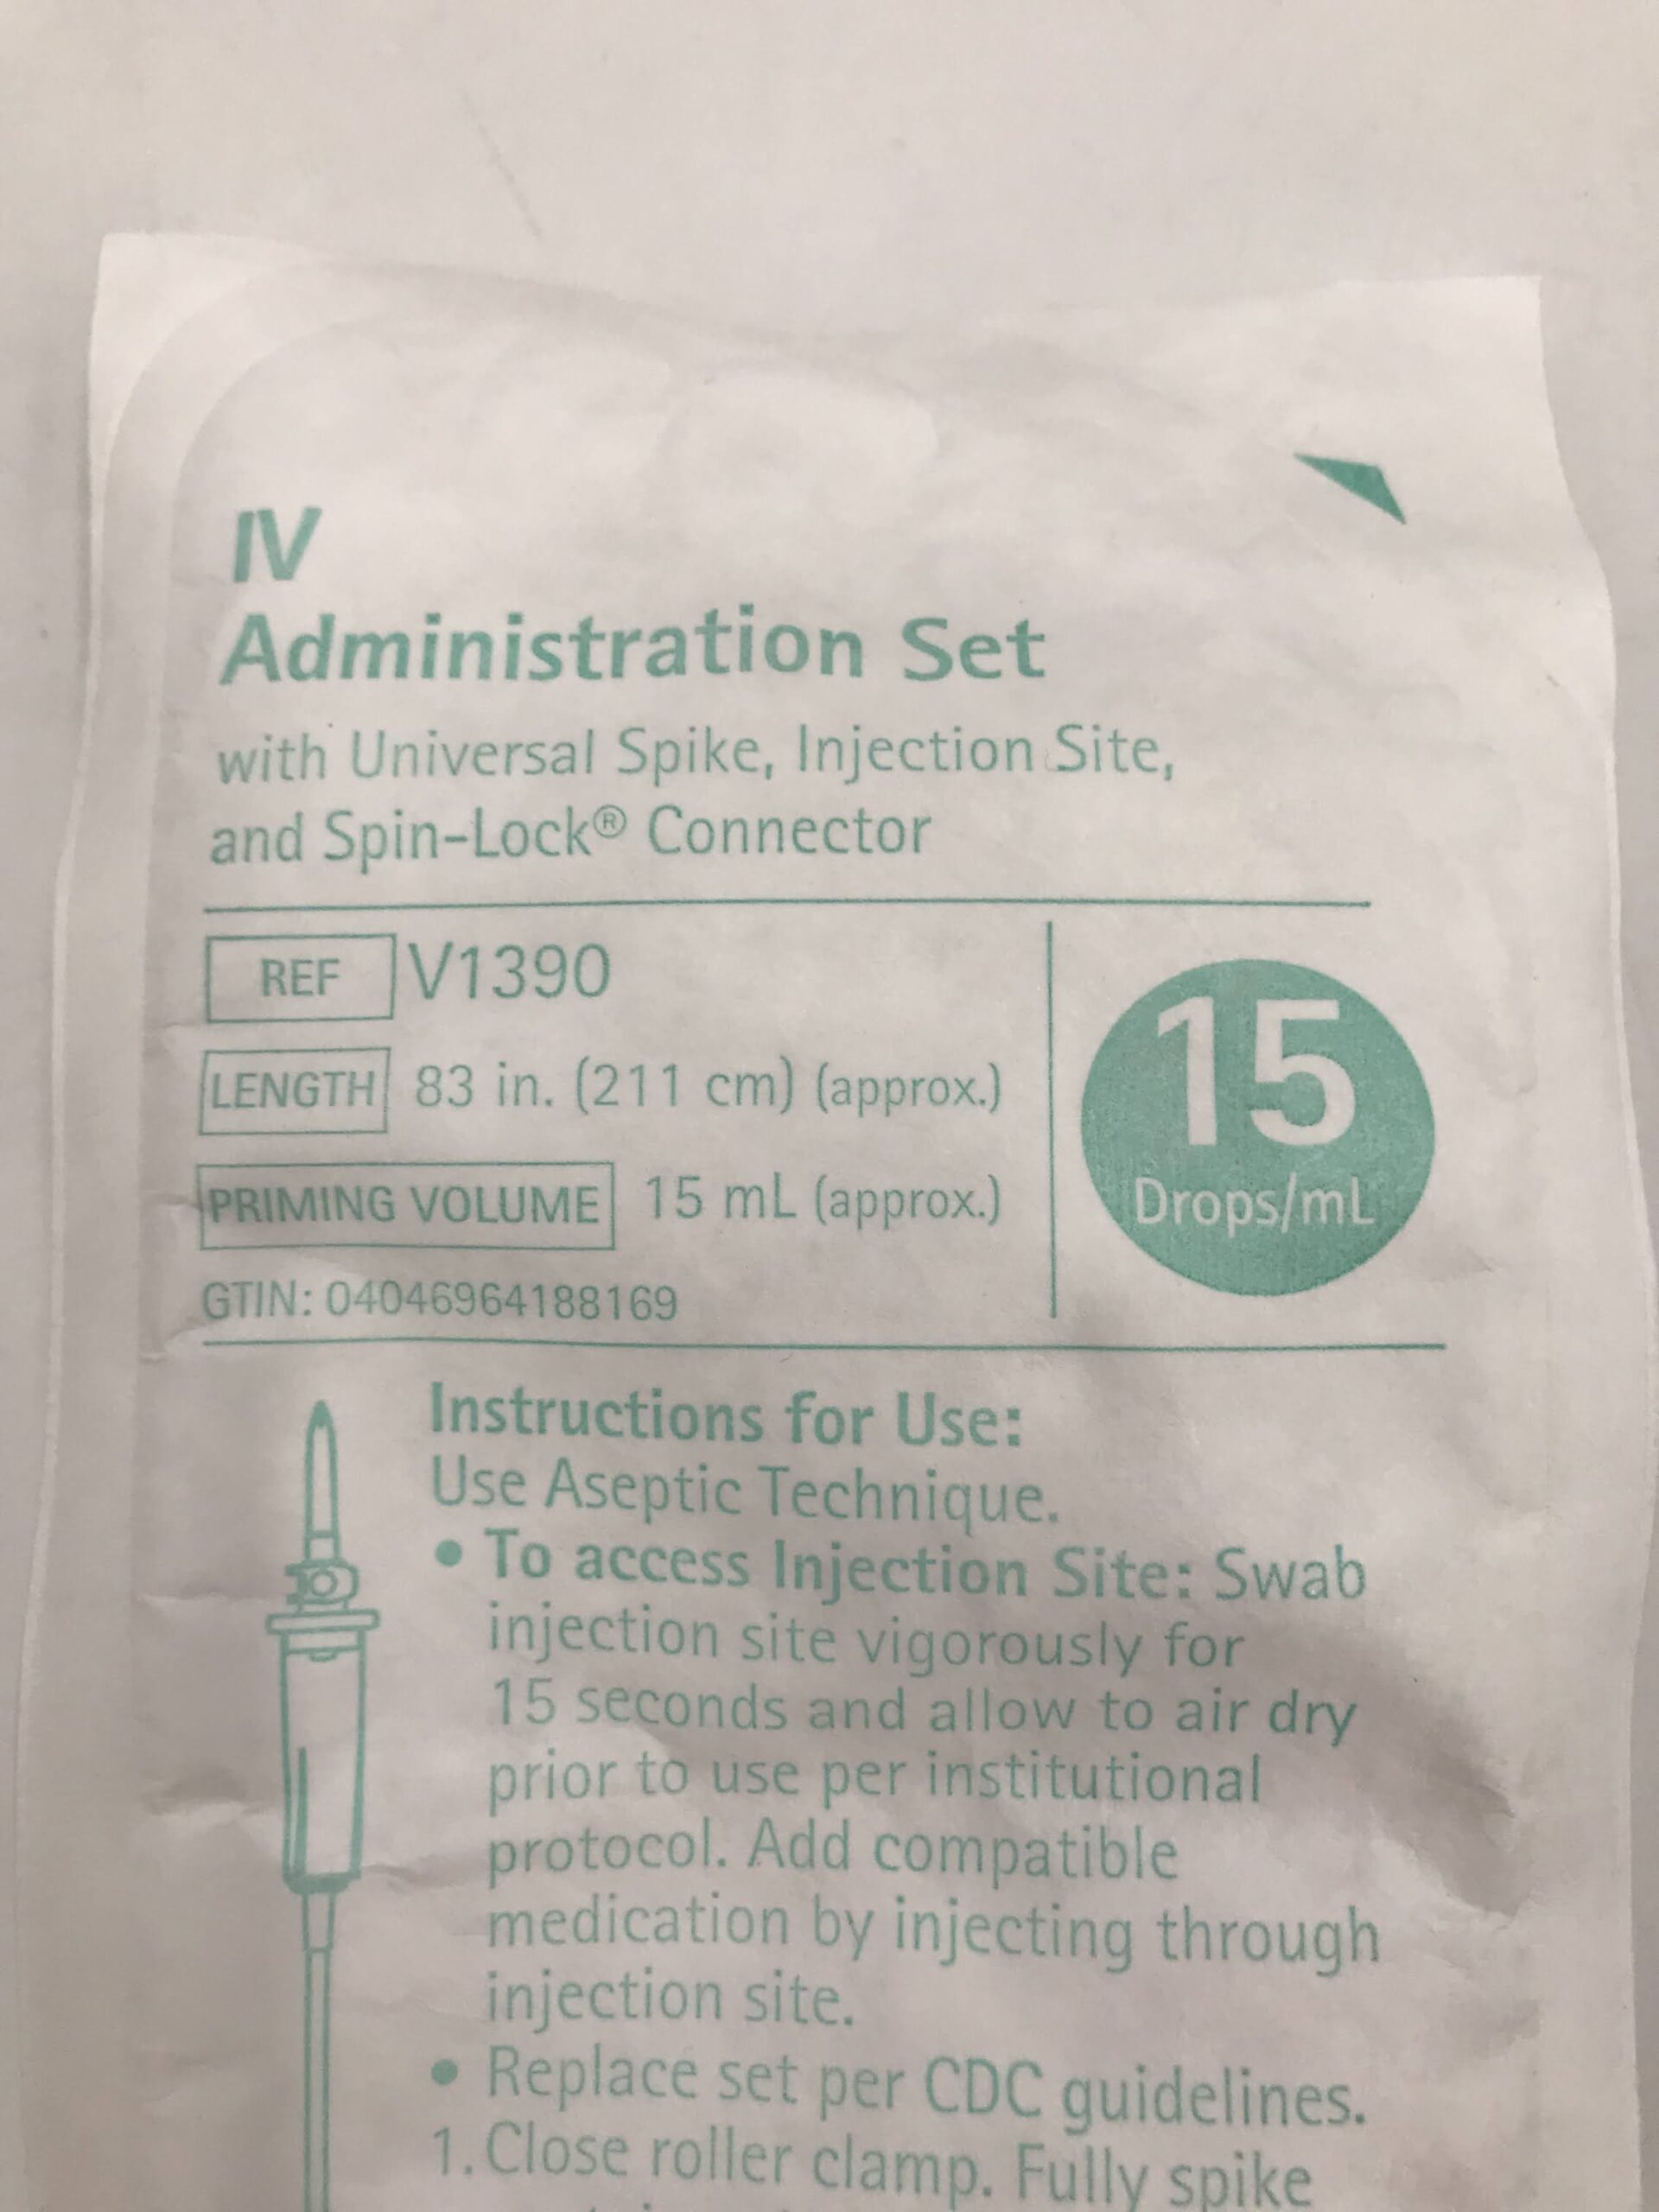 IV
Administration Set
with Universal Spike, Injection Site,
and Spin-Lock® Connector
REF V1390
LENGTH 83 in. (211 cm) (approx.)
PRIMING VOLUME 15 mL (approx.)
GTIN: 04046964188169
15
Drops/mL
Instructions for Use:
Use Aseptic Technique.
• To access Injection Site: Swab
injection site vigorously for
15 seconds and allow to air dry
prior to use per institutional
protocol. Add compatible
medication by injecting through
injection site.
• Replace set per CDC guidelines.
1. Close roller clamp. Fully spike